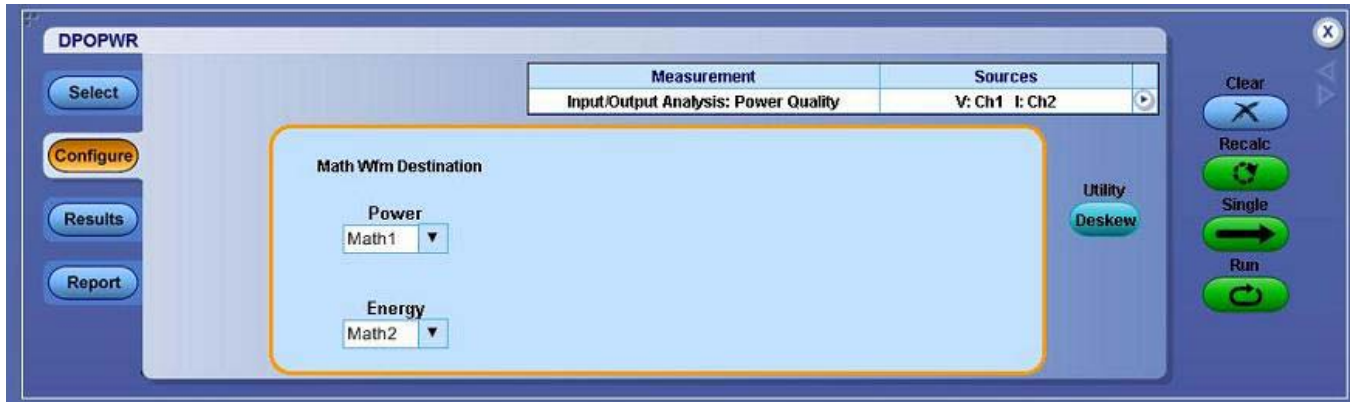 DPOPWR
X
Select
Configure
Results
Report
Measurement Sources
Input/Output Analysis: Power Quality V: Ch1 I: Ch2
Math Wfm Destination
Power
Math1
Energy
Math2
Utility
Deskew
Clear
Recalc
Single
Run